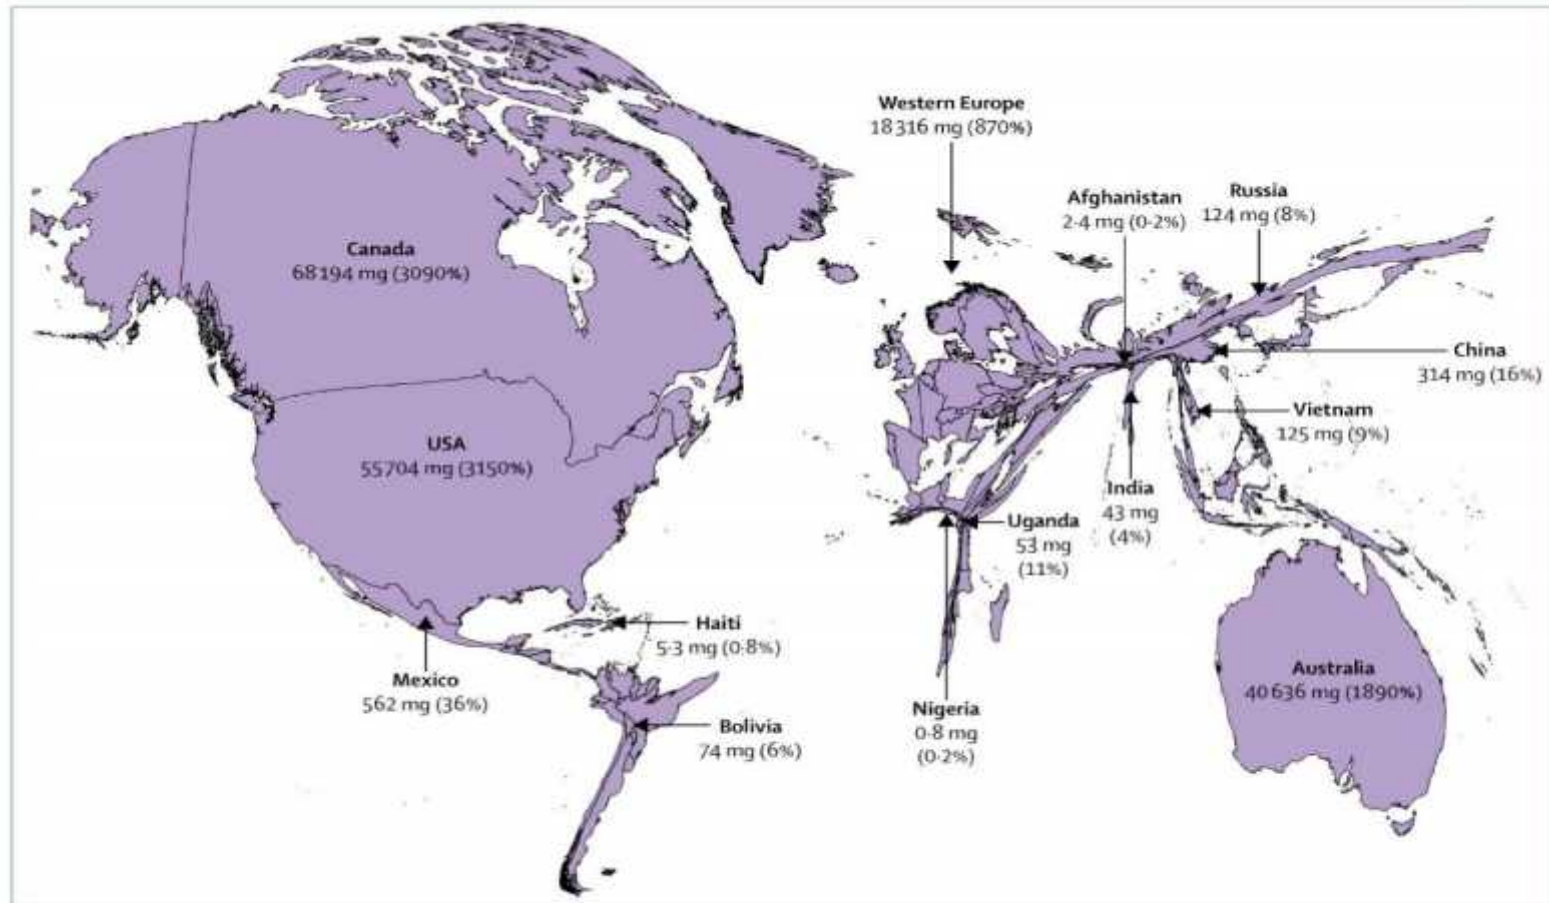 Western Europe
18 316 mg (870%)
Afghanistan
2·4 mg (0·2%)
Russia
124 mg (8%)
Canada
68 194 mg (3090%)
China
314 mg (16%)
Vietnam
125 mg (9%)
USA
55 704 mg (3150%)
India
43 mg
(4%)
Uganda
53 mg
(11%)
Haiti
5·3 mg (0·8%)
Mexico
562 mg (36%)
Bolivia
74 mg (6%)
Nigeria
0·8 mg
(0·2%)
Australia
40 636 mg (1890%)